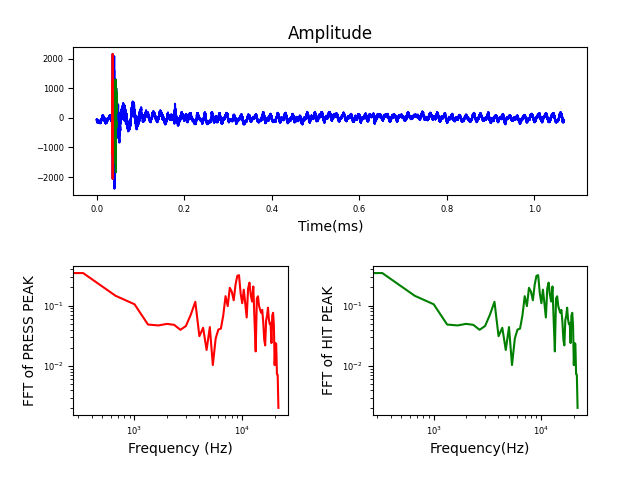 Amplitude
2000
1000
0
−1000
−2000
0.0 0.2 0.4 0.6 0.8 1.0
Time(ms)
FFT of PRESS PEAK
10⁻¹
10⁻²
10³ 10⁴
Frequency (Hz)
FFT of HIT PEAK
10⁻¹
10⁻²
10³ 10⁴
Frequency(Hz)